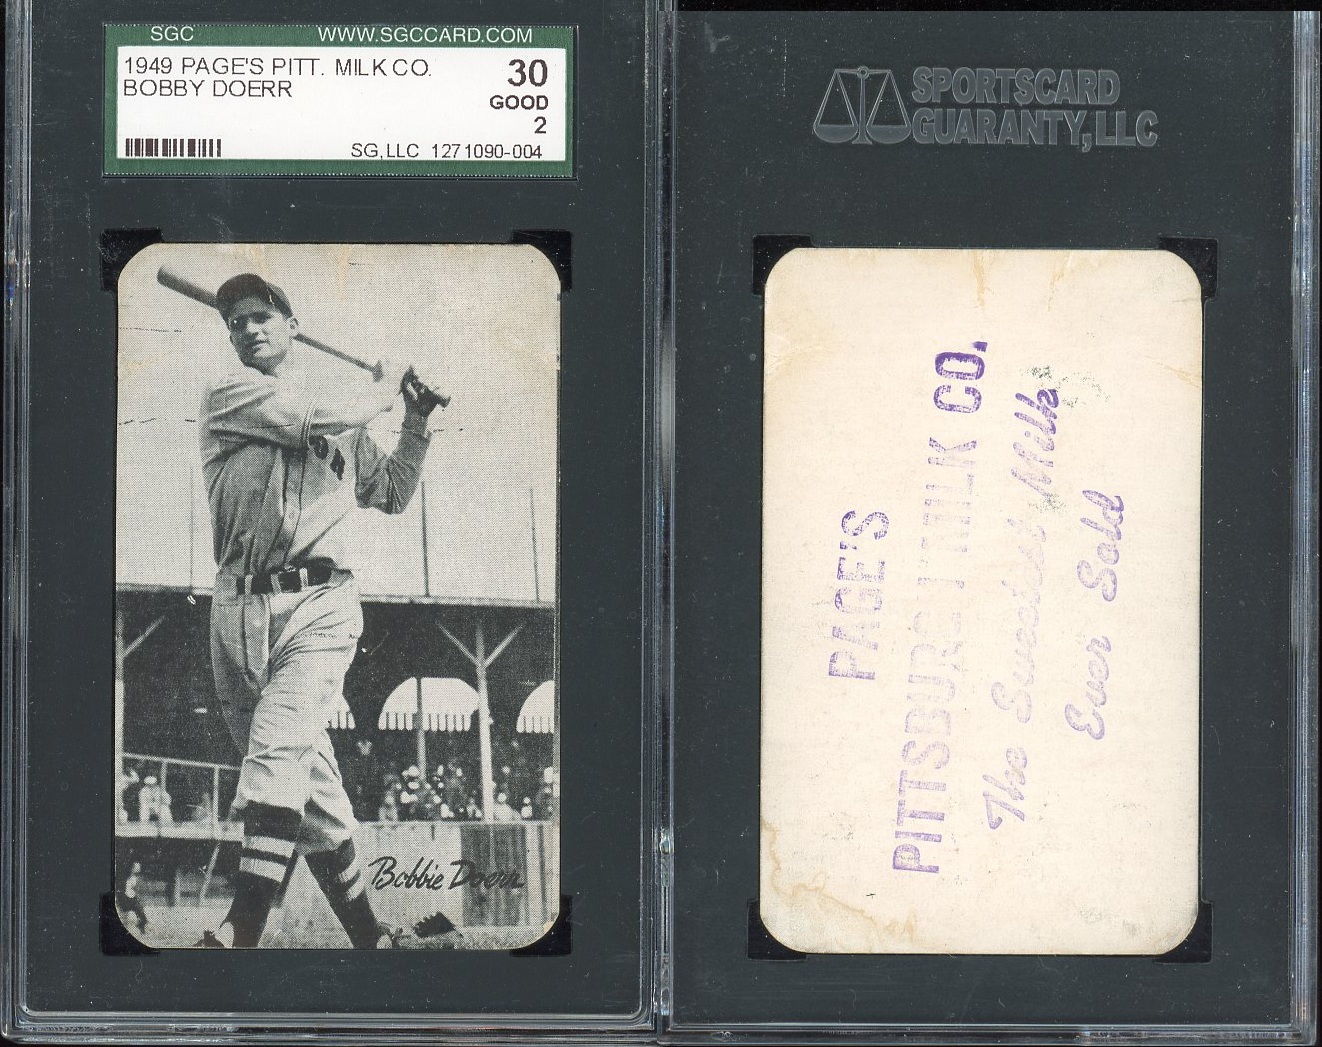 SGC WWW.SGCCARD.COM
1949 PAGE'S PITT. MILK CO. 30
BOBBY DOERR GOOD
2
SG,LLC 1271090-004
Bobbie Doerr
SPORTSCARD
GUARANTY, LLC
PAGE'S
PITTSBURGH MILK CO.
The Sweetest Milk
Ever Sold